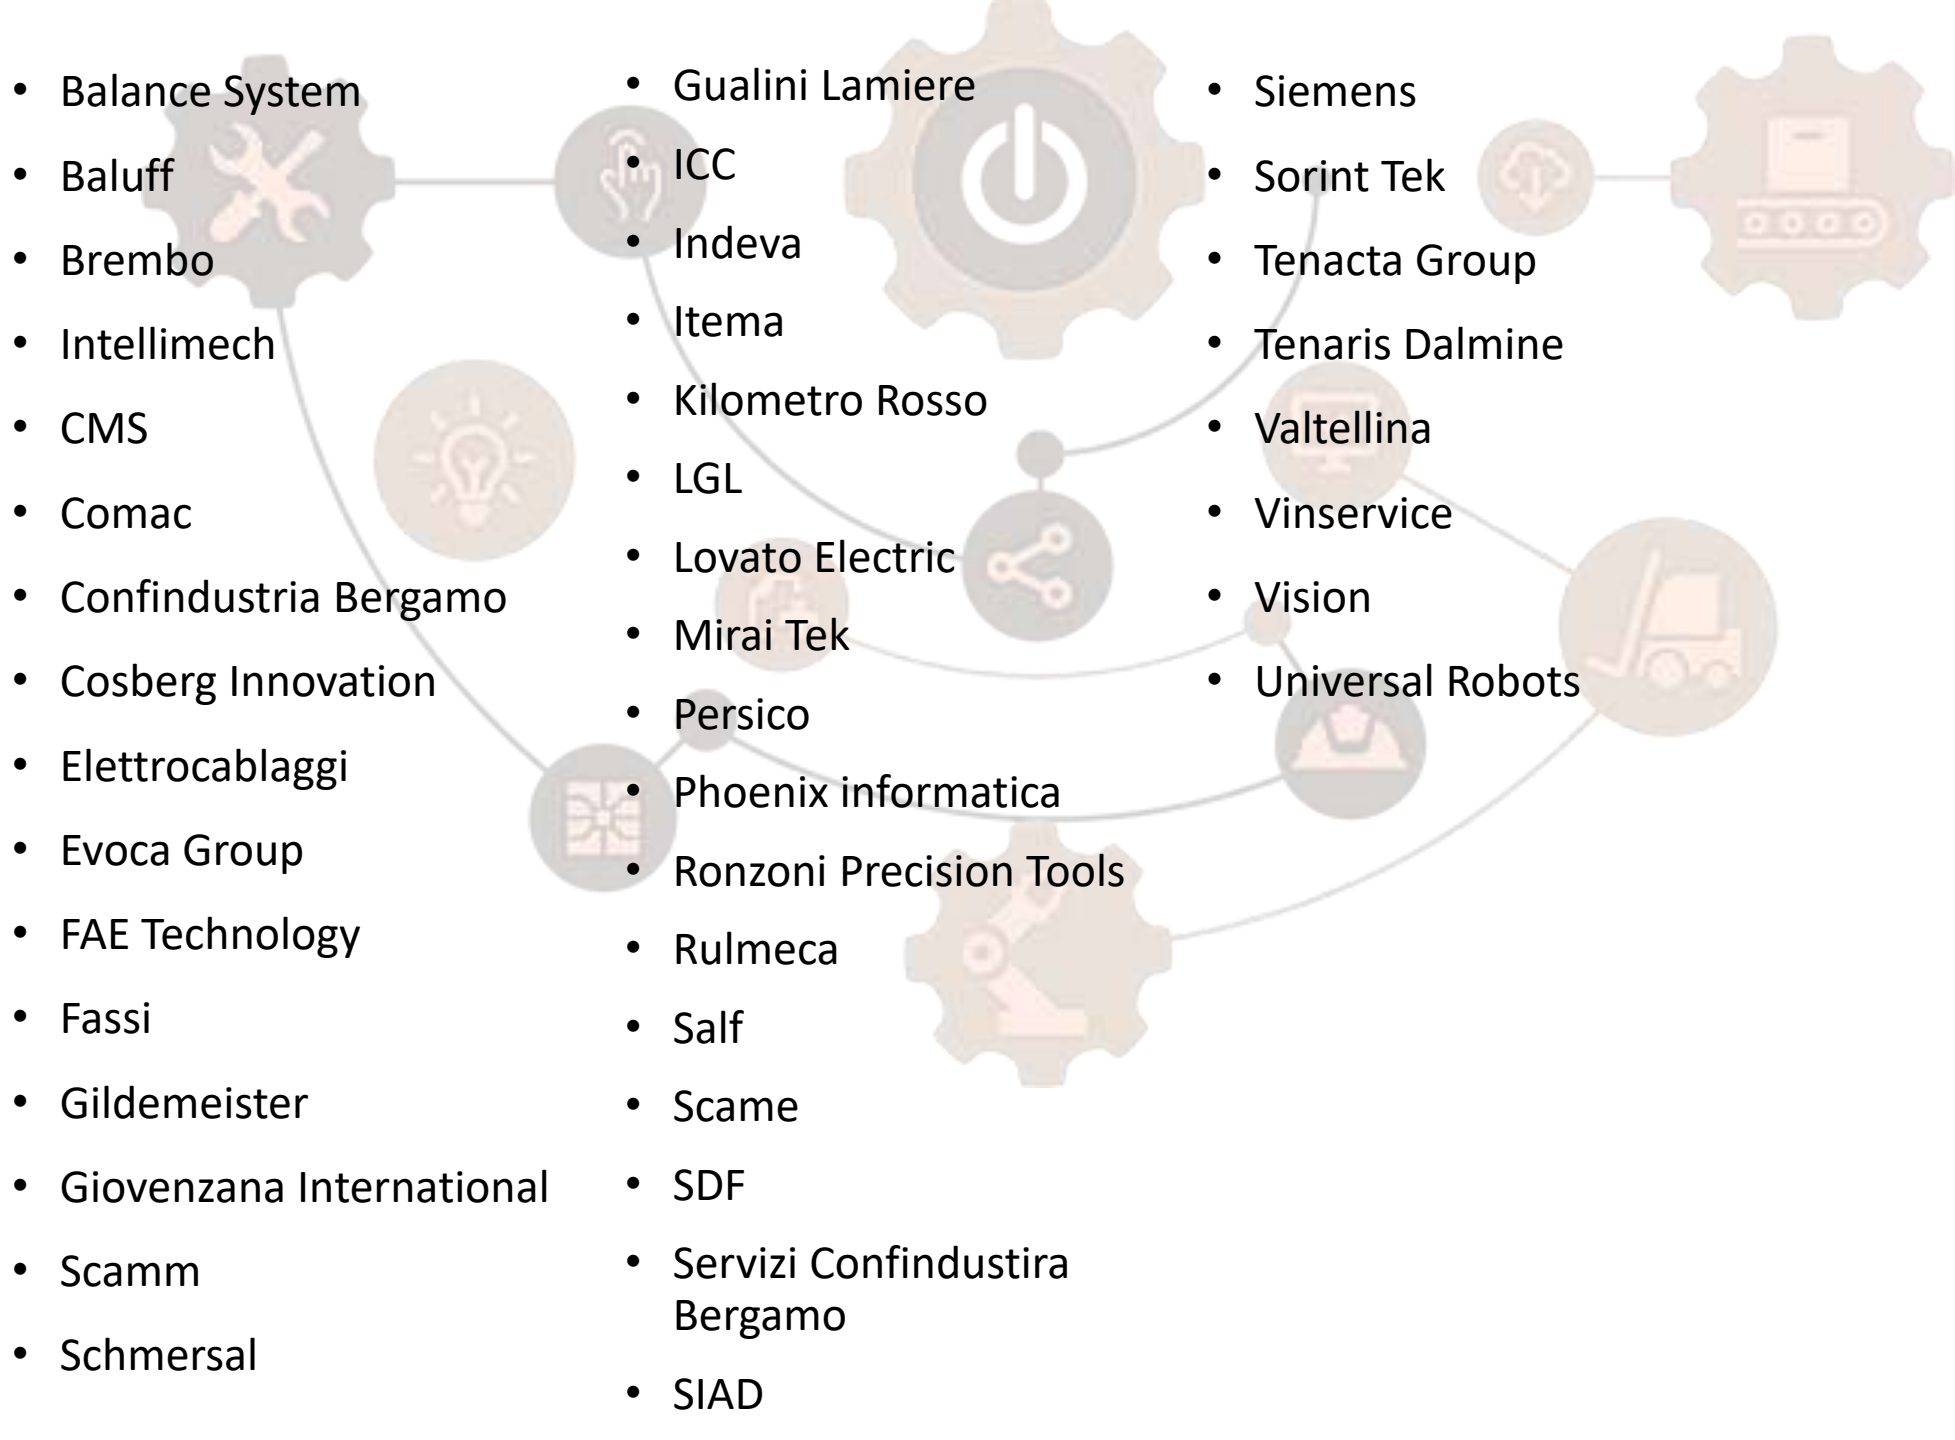 • Balance System
• Baluff
• Brembo
• Intellimech
• CMS
• Comac
• Confindustria Bergamo
• Cosberg Innovation
• Elettrocablaggi
• Evoca Group
• FAE Technology
• Fassi
• Gildemeister
• Giovenzana International
• Scamm
• Schmersal
• Gualini Lamiere
• ICC
• Indeva
• Itema
• Kilometro Rosso
• LGL
• Lovato Electric
• Mirai Tek
• Persico
• Phoenix informatica
• Ronzoni Precision Tools
• Rulmeca
• Salf
• Scame
• SDF
• Servizi Confindustira
Bergamo
• SIAD
• Siemens
• Sorint Tek
• Tenacta Group
• Tenaris Dalmine
• Valtellina
• Vinservice
• Vision
• Universal Robots